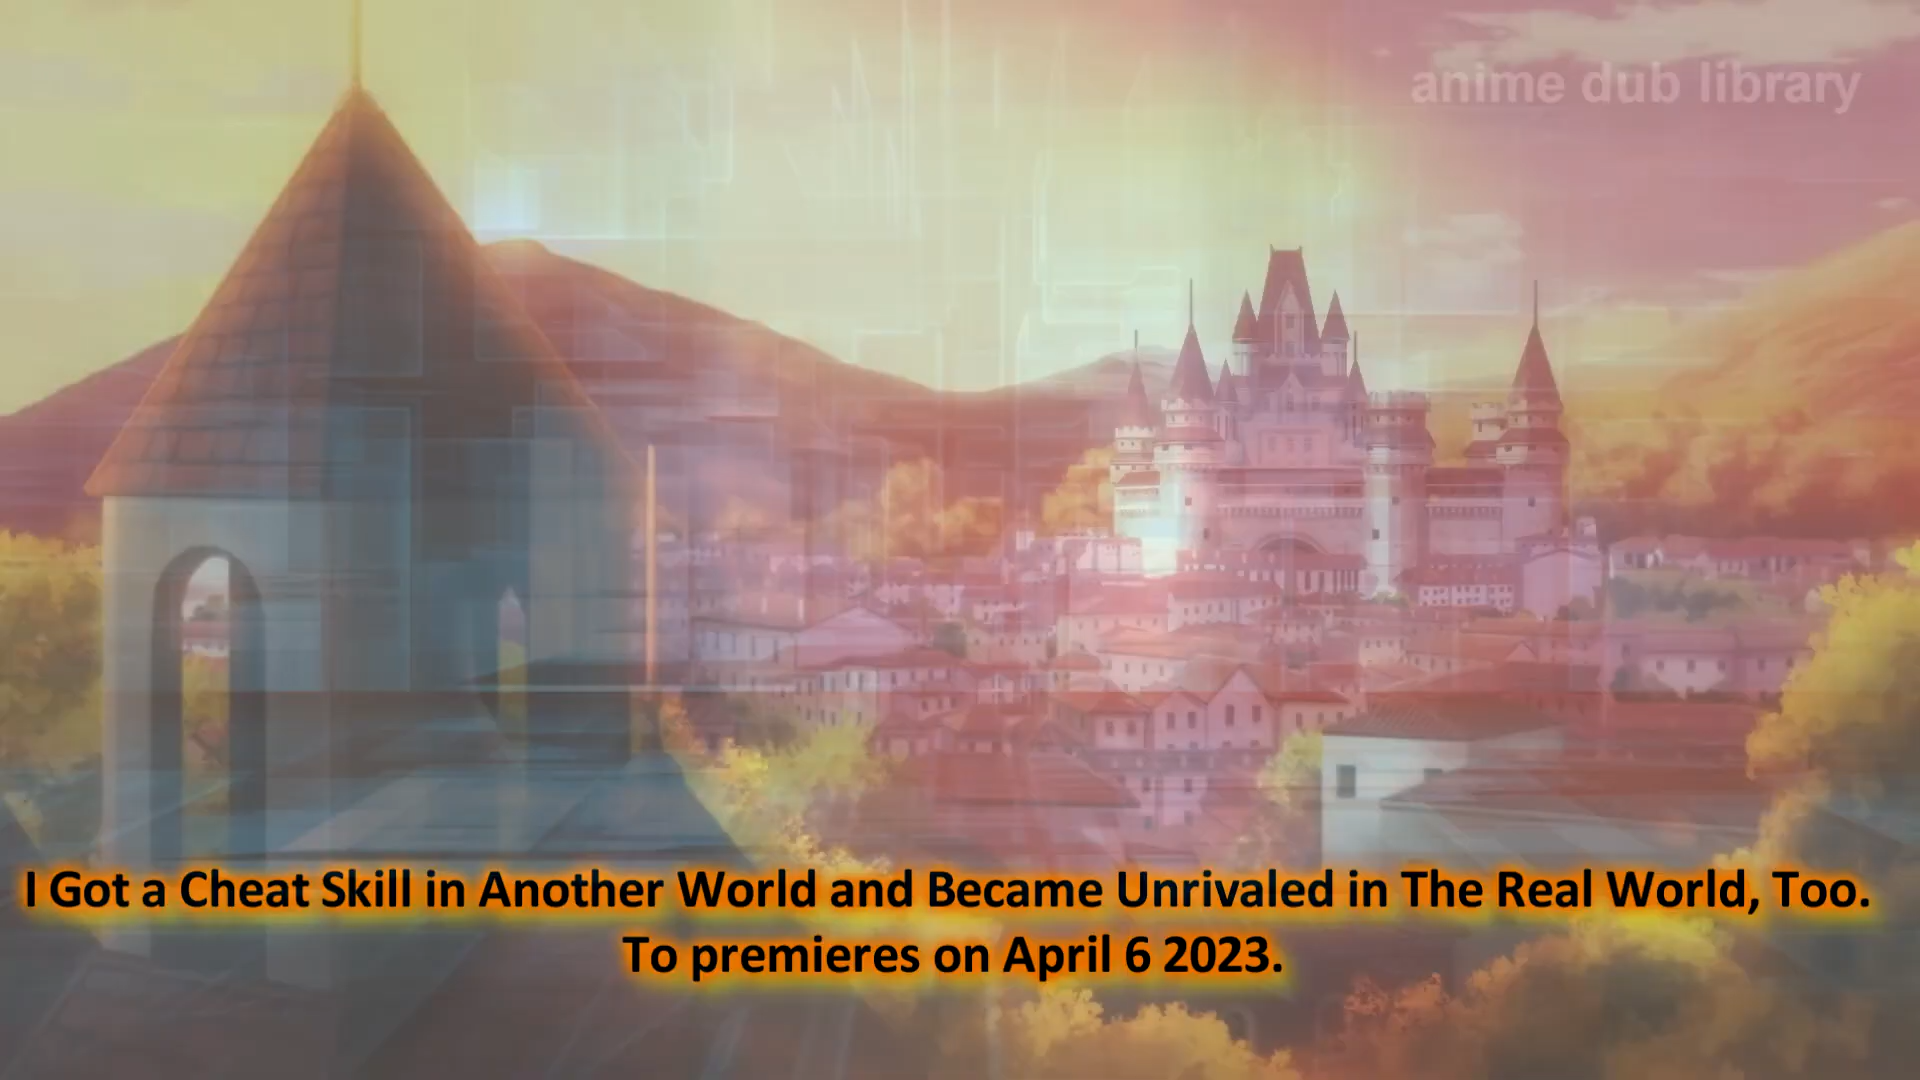 anime dub library
I Got a Cheat Skill in Another World and Became Unrivaled in The Real World, Too.
To premieres on April 6 2023.